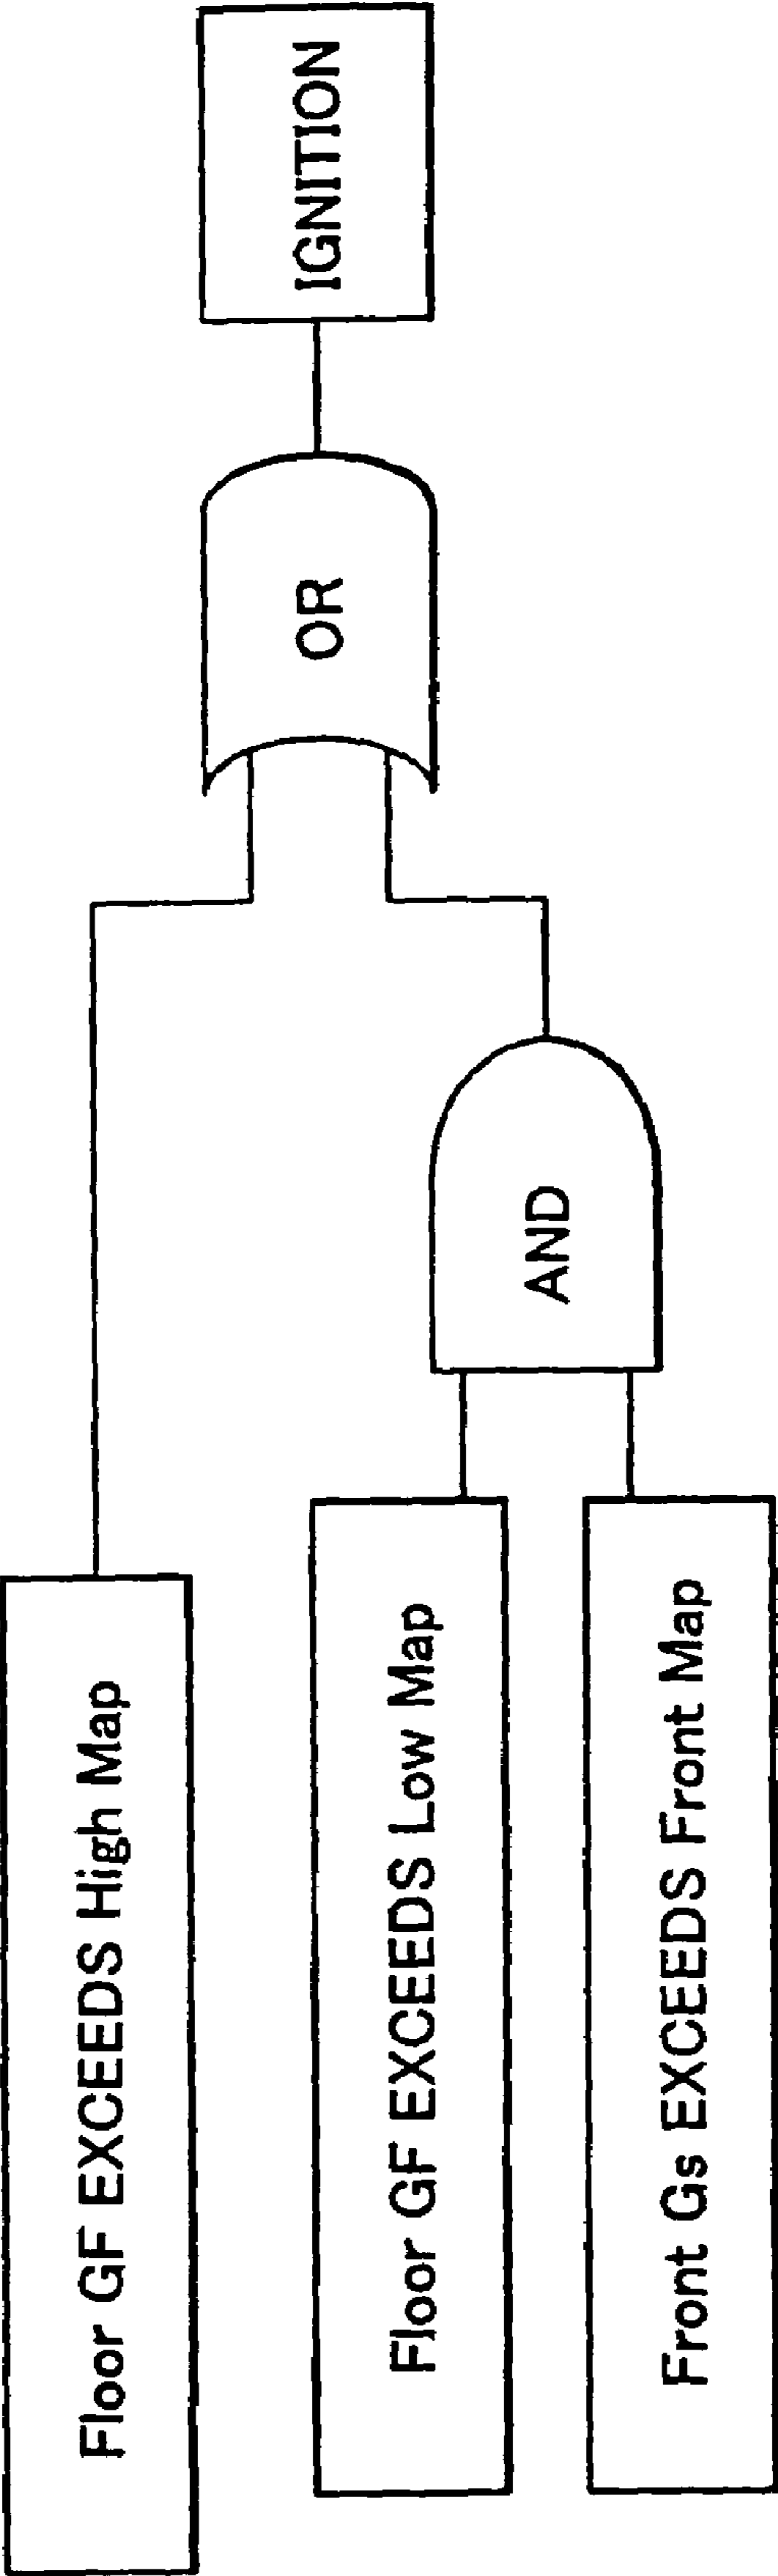 Floor GF EXCEEDS High Map
Floor GF EXCEEDS Low Map
Front Gs EXCEEDS Front Map
AND
OR
IGNITION